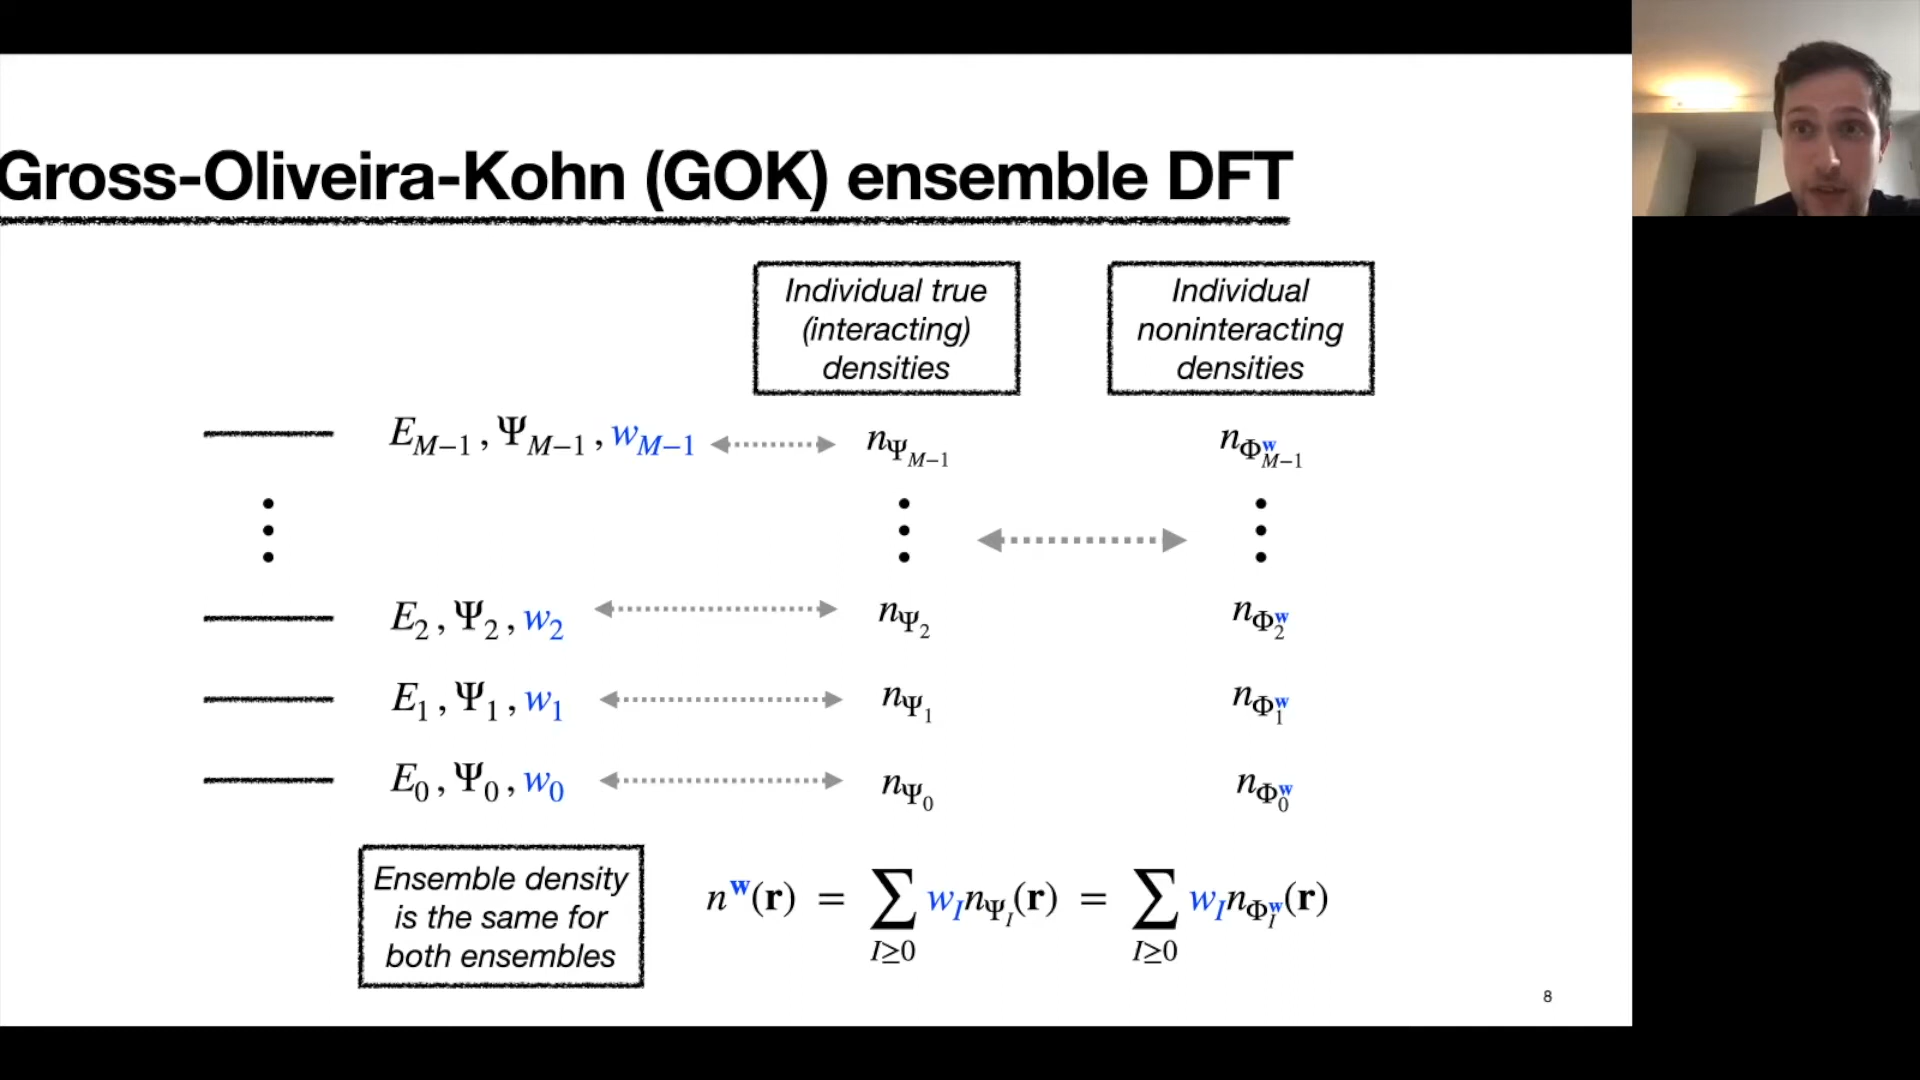 Gross-Oliveira-Kohn (GOK) ensemble DFT
Individual true
(interacting)
densities
Individual
noninteracting
densities
E_{M−1}, Ψ_{M−1}, w_{M−1} n_{Ψ_{M−1}} n_{Φ^w_{M−1}}
E_2, Ψ_2, w_2 n_{Ψ_2} n_{Φ^w_2}
E_1, Ψ_1, w_1 n_{Ψ_1} n_{Φ^w_1}
E_0, Ψ_0, w_0 n_{Ψ_0} n_{Φ^w_0}
Ensemble density
is the same for
both ensembles
n^w(r) = ∑_{I≥0} w_I n_{Ψ_I}(r) = ∑_{I≥0} w_I n_{Φ^w_I}(r)
8